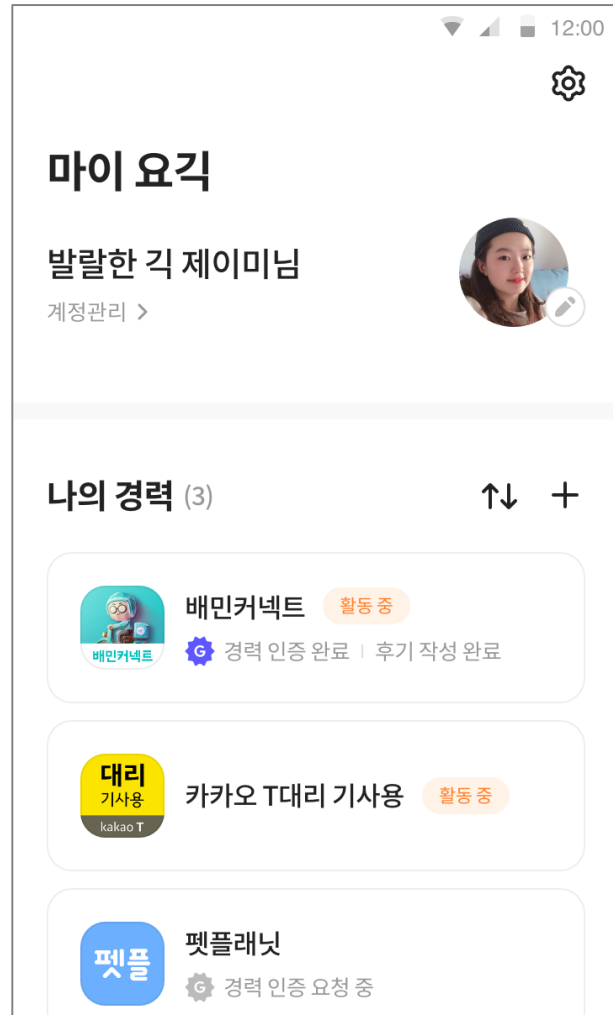 12:00
마이 요긱
발랄한 긱 제이미님
계정관리 >
나의 경력 (3)
배민커넥트
배민커넥트 활동 중
G 경력 인증 완료 | 후기 작성 완료
대리
기사용
kakao T
카카오 T대리 기사용 활동 중
펫플
펫플래닛
G 경력 인증 요청 중